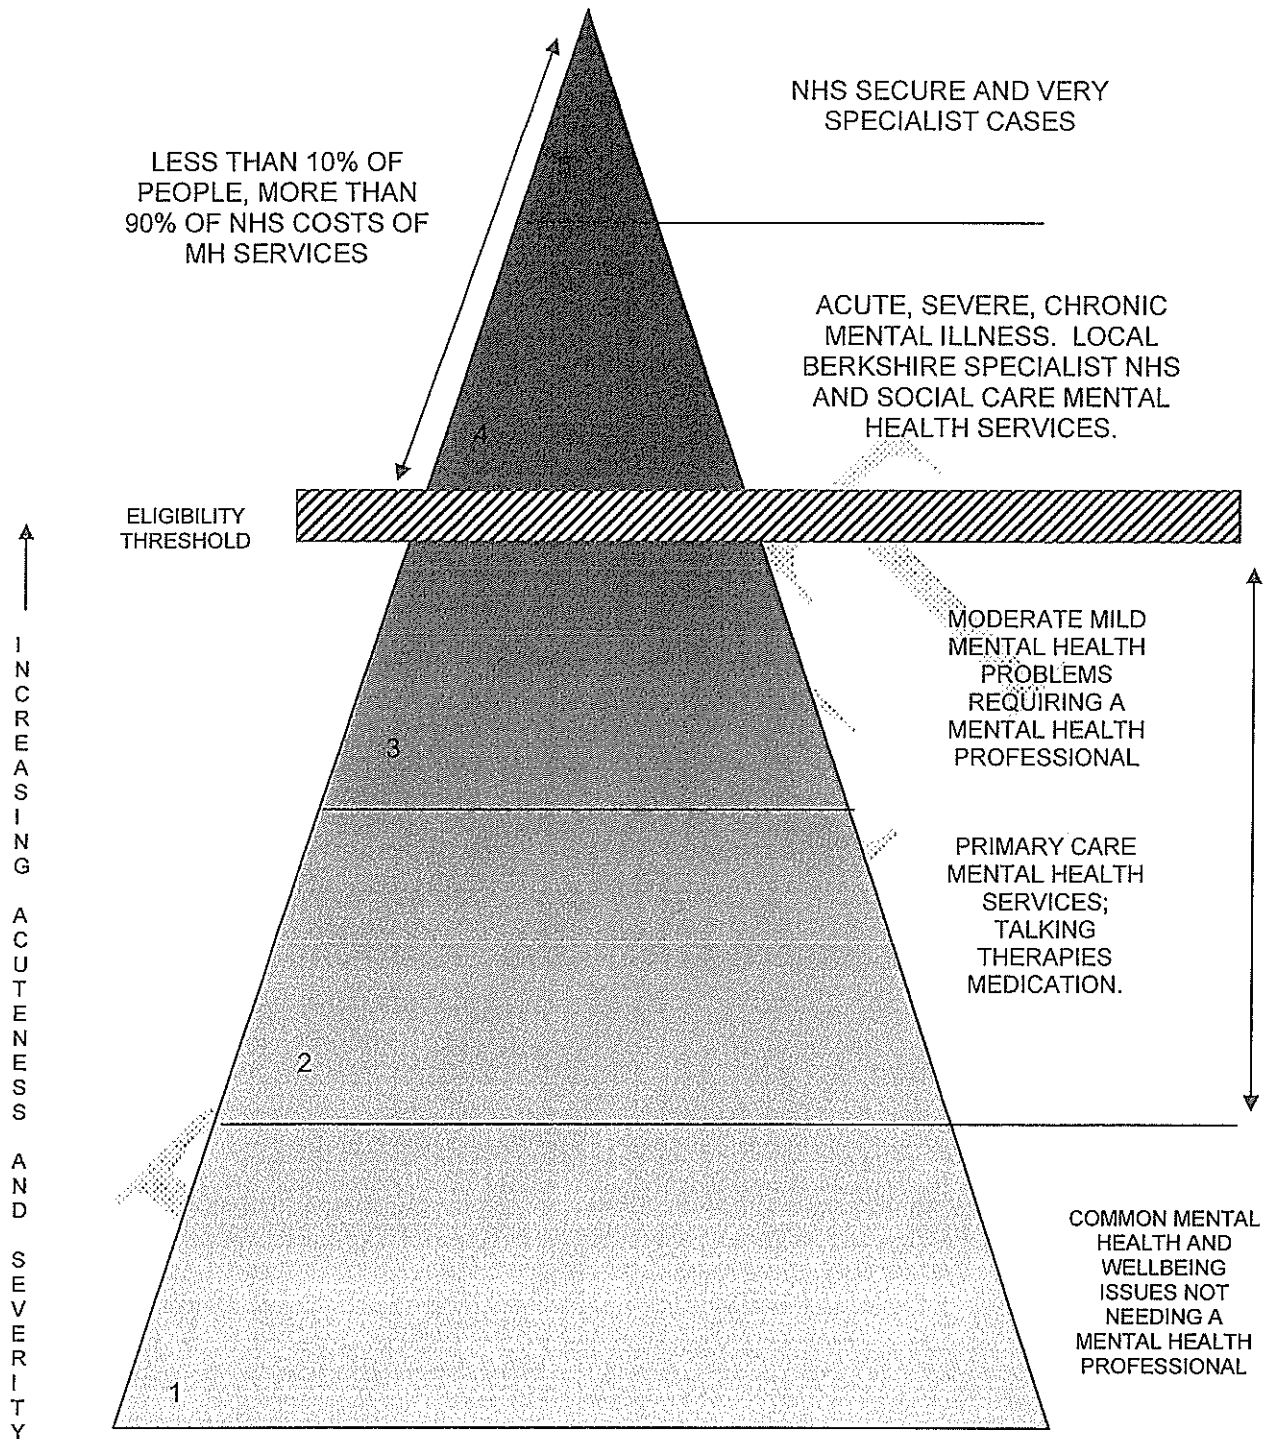 NHS SECURE AND VERY
SPECIALIST CASES
LESS THAN 10% OF
PEOPLE, MORE THAN
90% OF NHS COSTS OF
MH SERVICES
5
ACUTE, SEVERE, CHRONIC
MENTAL ILLNESS. LOCAL
BERKSHIRE SPECIALIST NHS
AND SOCIAL CARE MENTAL
HEALTH SERVICES.
4
ELIGIBILITY
THRESHOLD
INCREASING ACUTENESS AND SEVERITY
MODERATE MILD
MENTAL HEALTH
PROBLEMS
REQUIRING A
MENTAL HEALTH
PROFESSIONAL
3
PRIMARY CARE
MENTAL HEALTH
SERVICES;
TALKING
THERAPIES
MEDICATION.
2
COMMON MENTAL
HEALTH AND
WELLBEING
ISSUES NOT
NEEDING A
MENTAL HEALTH
PROFESSIONAL
1